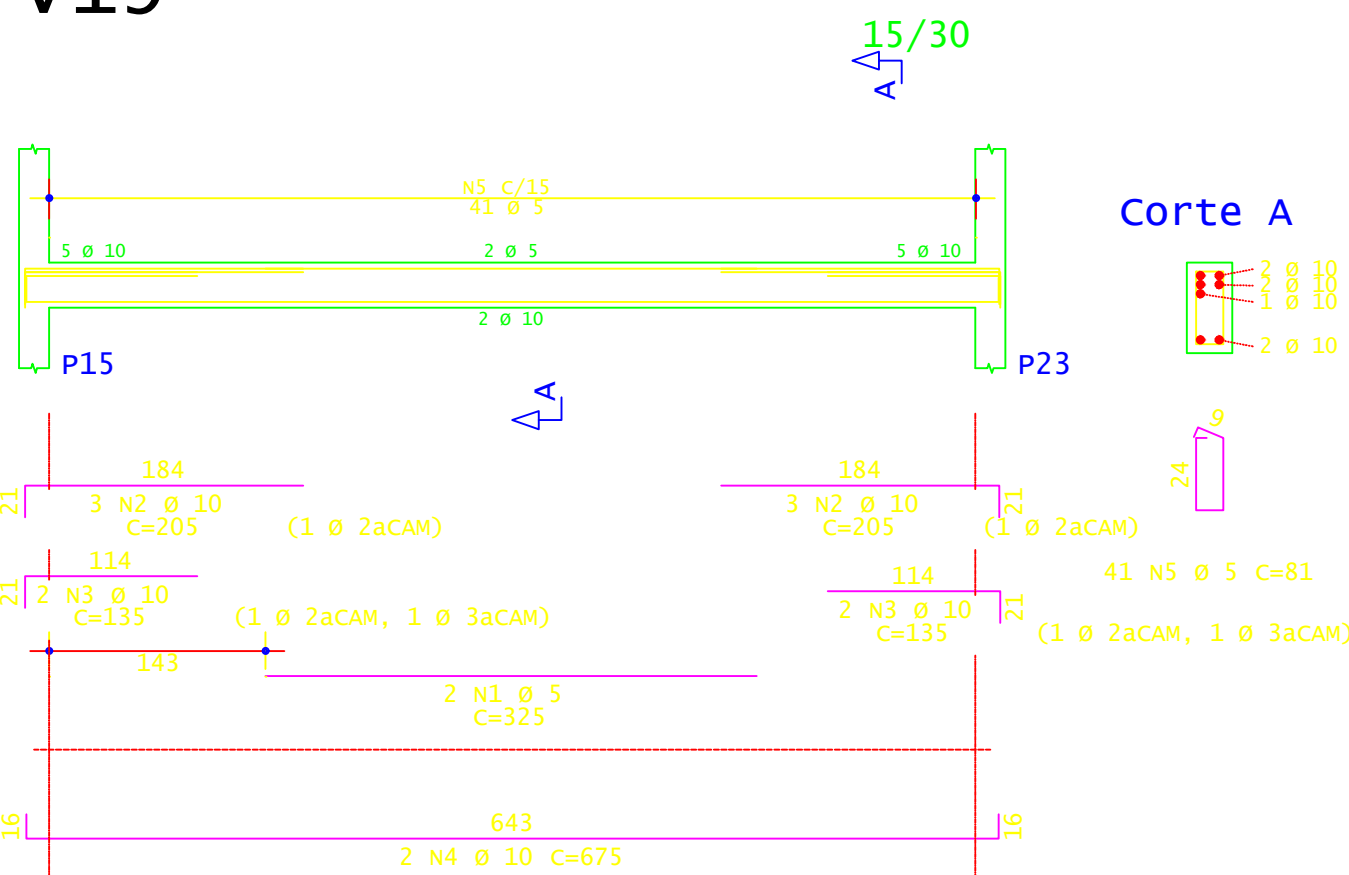 V19
15/30
A
N5 C/15
41 Ø 5
5 Ø 10
2 Ø 5
5 Ø 10
2 Ø 10
P15
P23
A
Corte A
2 Ø 10
2 Ø 10
1 Ø 10
2 Ø 10
184
21
3 N2 Ø 10
C=205
(1 Ø 2aCAM)
184
21
3 N2 Ø 10
C=205
(1 Ø 2aCAM)
9
24
41 N5 Ø 5 C=81
114
21
2 N3 Ø 10
C=135
(1 Ø 2aCAM, 1 Ø 3aCAM)
114
21
2 N3 Ø 10
C=135
(1 Ø 2aCAM, 1 Ø 3aCAM)
143
2 N1 Ø 5
C=325
16
643
16
2 N4 Ø 10 C=675